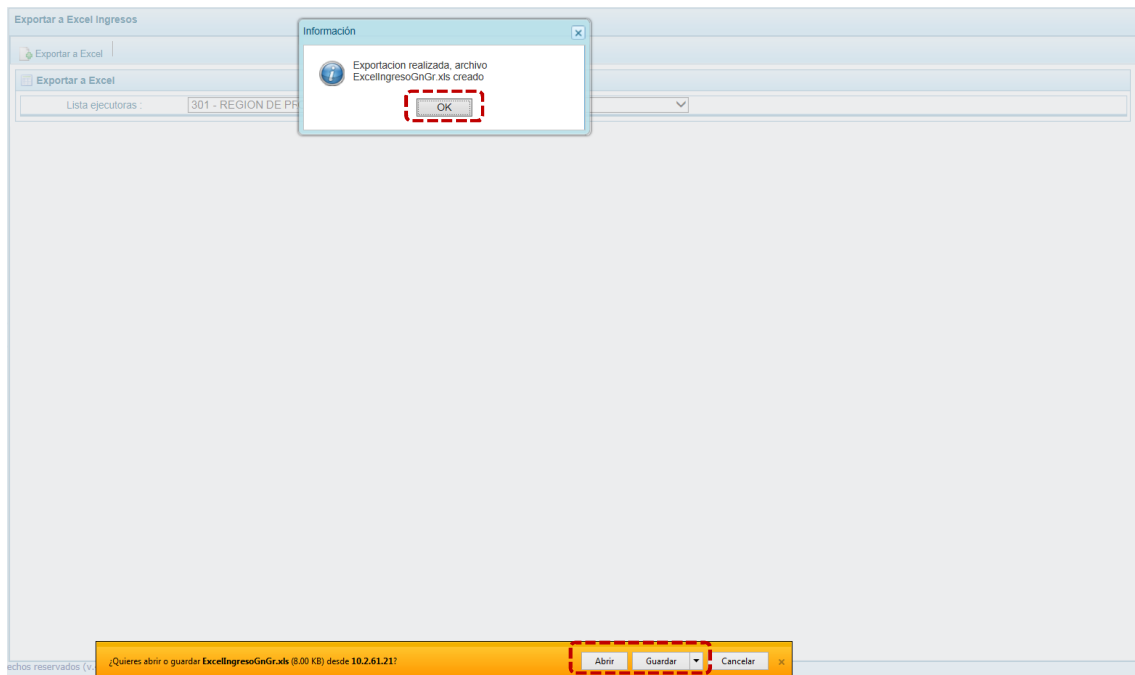 Exportar a Excel ingresos
Información
Exportar a Excel
Exportacion realizada, archivo
ExcelIngresoGnGr.xls creado
OK
Exportar a Excel
Lista ejecutoras :
301 - REGION DE
echos reservados
¿Quieres abrir o guardar ExcelIngresoGnGr.xls (8.00 KB) desde 10.2.61.21?
Abrir
Guardar
Cancelar